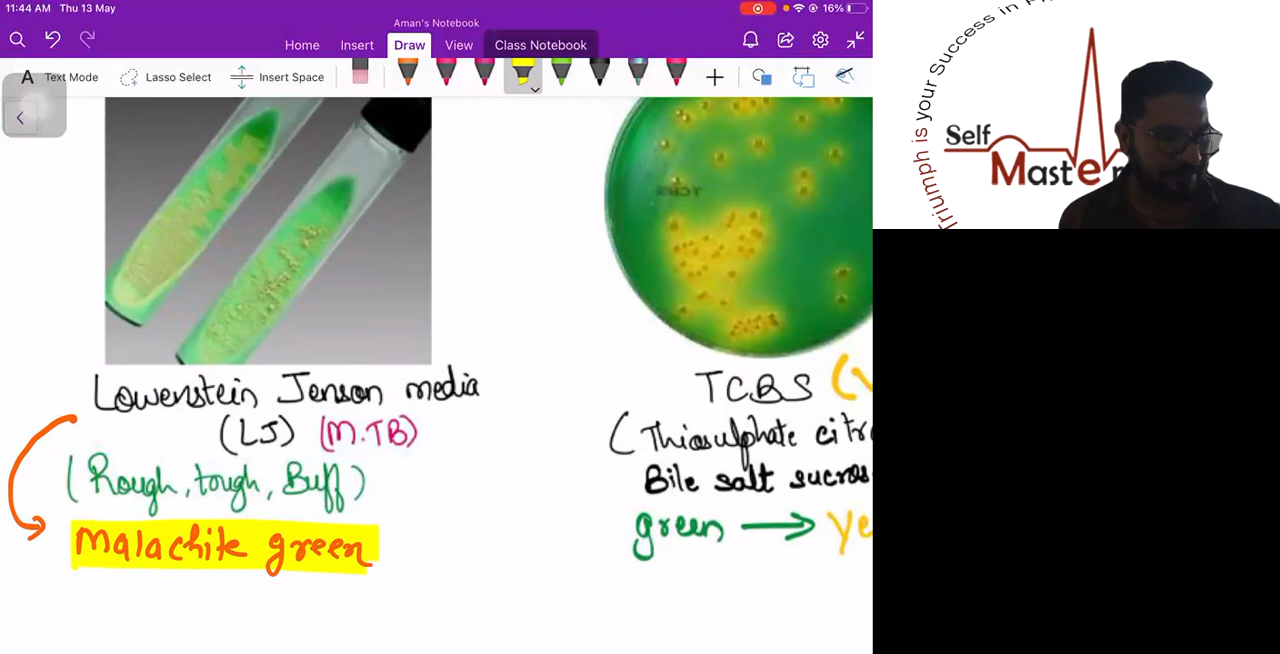 11:44 AM Thu 13 May
16%
Aman's Notebook
Home Insert Draw View Class Notebook
A Text Mode Lasso Select Insert Space
Triumph is your Success in
Self
Maste
TCBS
Lowenstein Jenson media
(LJ) (M.TB)
(Rough, tough, Buff)
Malachite green
TCBS (V
(Thiosulphate citr
Bile salt sucros
green → ye